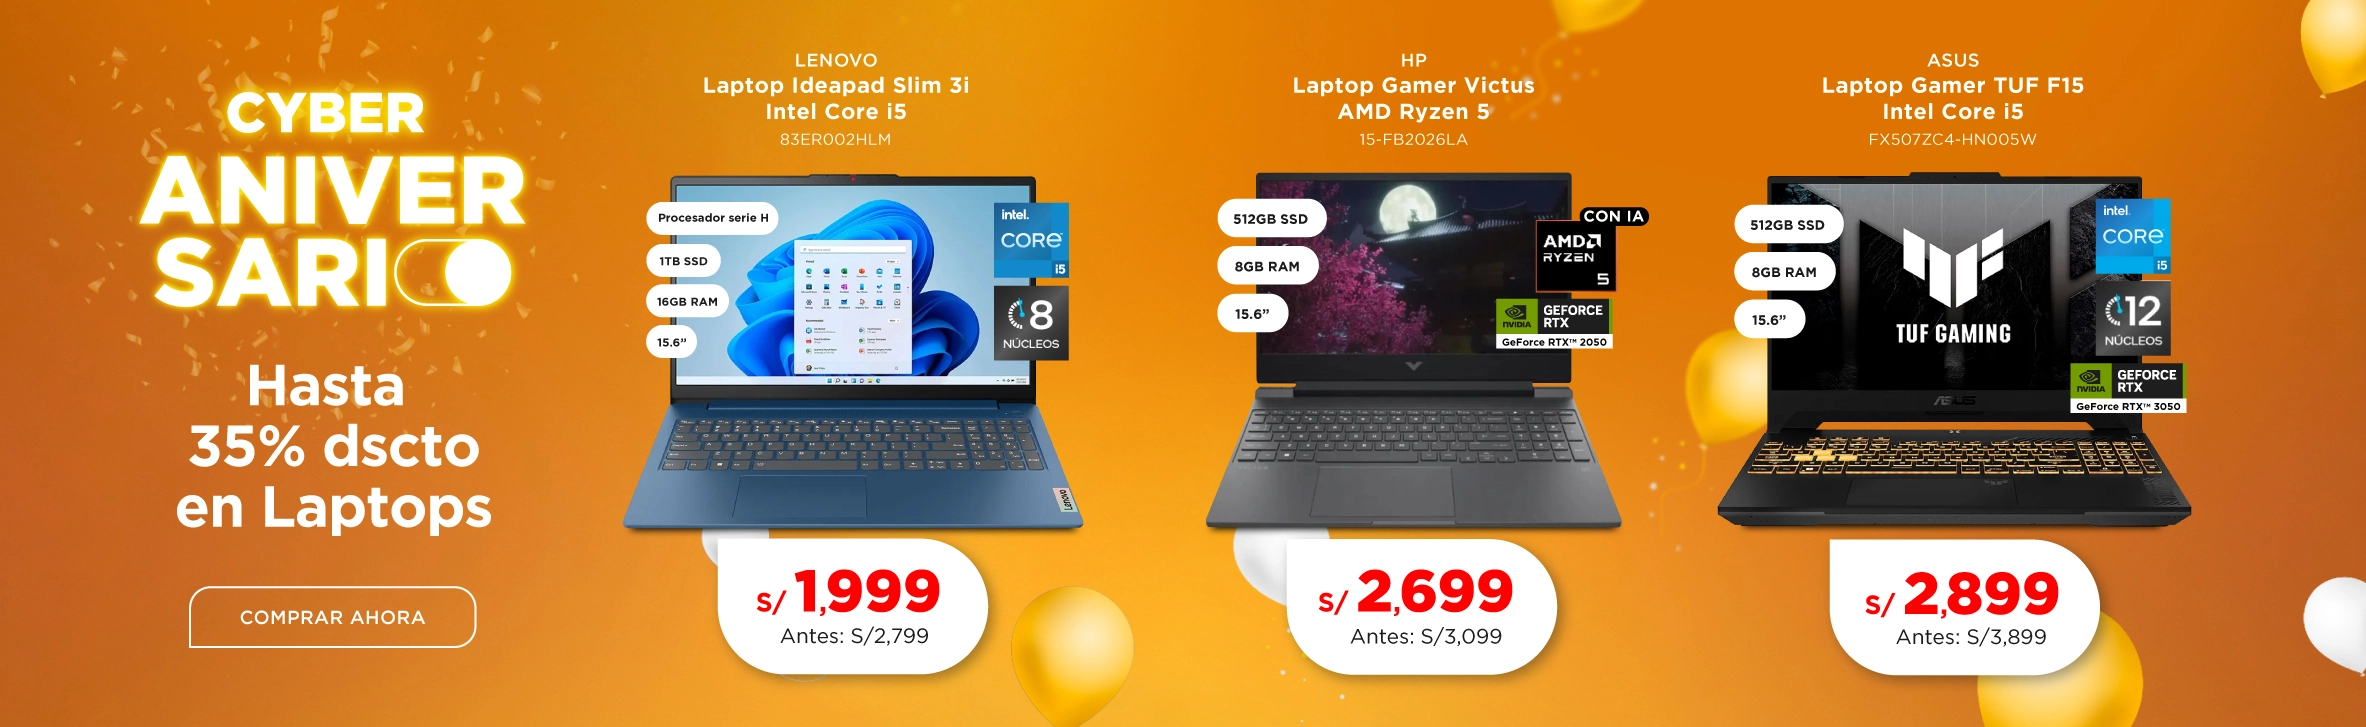 CYBER
ANIVER
SARIO
Hasta
35% dscto
en Laptops
COMPRAR AHORA
LENOVO
Laptop Ideapad Slim 3i
Intel Core i5
83ER002HLM
Procesador serie H
1TB SSD
16GB RAM
15.6”
intel.
CORE
i5
8
NÚCLEOS
Lenovo
S/ 1,999
Antes: S/2,799
HP
Laptop Gamer Victus
AMD Ryzen 5
15-FB2026LA
512GB SSD
8GB RAM
15.6”
CON IA
AMD
RYZEN
5
NVIDIA
GEFORCE
RTX
GeForce RTX™ 2050
S/ 2,699
Antes: S/3,099
ASUS
Laptop Gamer TUF F15
Intel Core i5
FX507ZC4-HN005W
512GB SSD
8GB RAM
15.6”
TUF GAMING
ASUS
intel.
CORE
i5
12
NÚCLEOS
NVIDIA
GEFORCE
RTX
GeForce RTX™ 3050
S/ 2,899
Antes: S/3,899